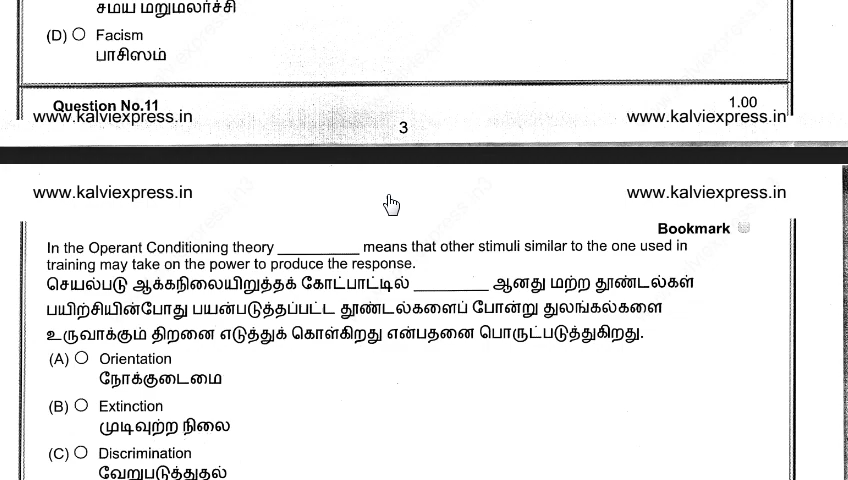 சமய மறுமலர்ச்சி
(D) Facism
பாசிஸம்
Question No.11 1.00
www.kalviexpress.in www.kalviexpress.in
3
www.kalviexpress.in www.kalviexpress.in
Bookmark
In the Operant Conditioning theory __________ means that other stimuli similar to the one used in
training may take on the power to produce the response.
செயல்படு ஆக்கநிலையிறுத்தக் கோட்பாட்டில் _________ ஆனது மற்ற தூண்டல்கள்
பயிற்சியின்போது பயன்படுத்தப்பட்ட தூண்டல்களைப் போன்று துலங்கல்களை
உருவாக்கும் திறனை எடுத்துக் கொள்கிறது என்பதனை பொருட்படுத்துகிறது.
(A) Orientation
நோக்குடைமை
(B) Extinction
முடிவுற்ற நிலை
(C) Discrimination
வேறுபடுத்துதல்